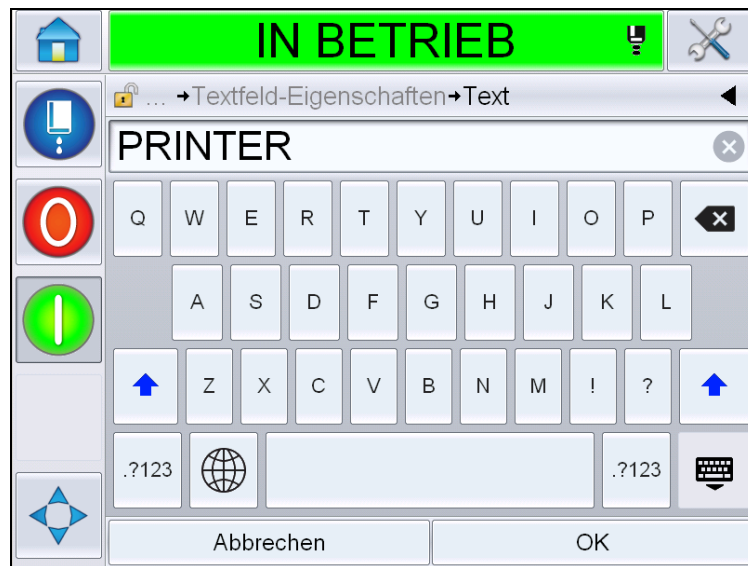 IN BETRIEB
... →Textfeld-Eigenschaften→Text
PRINTER
Q W E R T Y U I O P
A S D F G H J K L
Z X C V B N M ! ?
.?123 .?123
Abbrechen OK